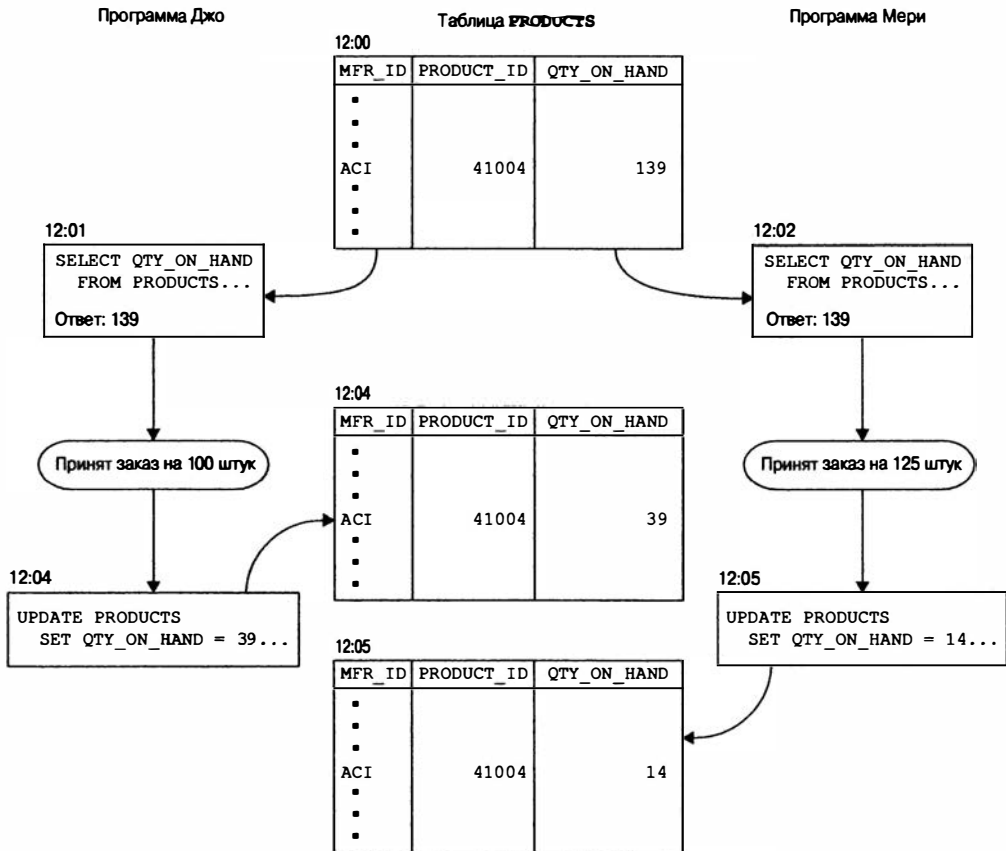 Программа Джо
Таблица PRODUCTS
Программа Мери
12:00
MFR_ID PRODUCT_ID QTY_ON_HAND
ACI 41004 139
12:01
SELECT QTY_ON_HAND
FROM PRODUCTS...
Ответ: 139
12:02
SELECT QTY_ON_HAND
FROM PRODUCTS...
Ответ: 139
Принят заказ на 100 штук
12:04
MFR_ID PRODUCT_ID QTY_ON_HAND
ACI 41004 39
Принят заказ на 125 штук
12:04
UPDATE PRODUCTS
SET QTY_ON_HAND = 39...
12:05
UPDATE PRODUCTS
SET QTY_ON_HAND = 14...
12:05
MFR_ID PRODUCT_ID QTY_ON_HAND
ACI 41004 14